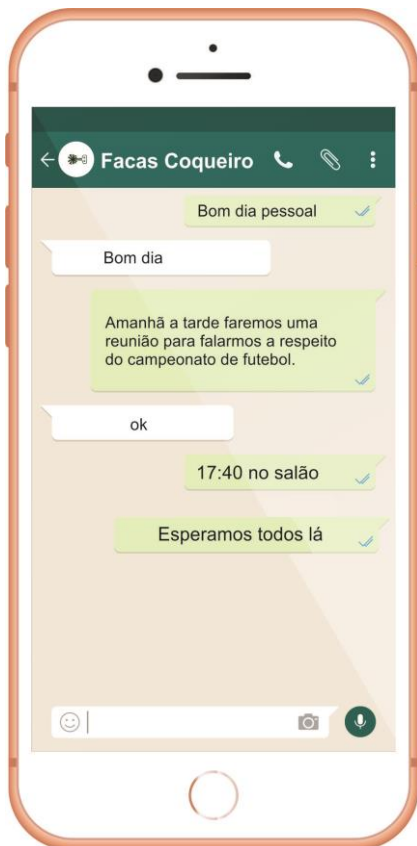 Facas Coqueiro
Bom dia pessoal
Bom dia
Amanhã a tarde faremos uma
reunião para falarmos a respeito
do campeonato de futebol.
ok
17:40 no salão
Esperamos todos lá